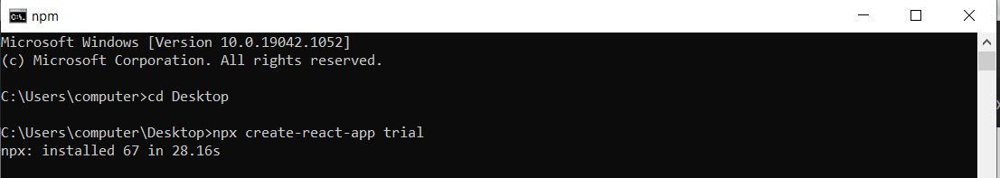 npm
Microsoft Windows [Version 10.0.19042.1052]
(c) Microsoft Corporation. All rights reserved.
C:\Users\computer>cd Desktop
C:\Users\computer\Desktop>npx create-react-app trial
npx: installed 67 in 28.16s